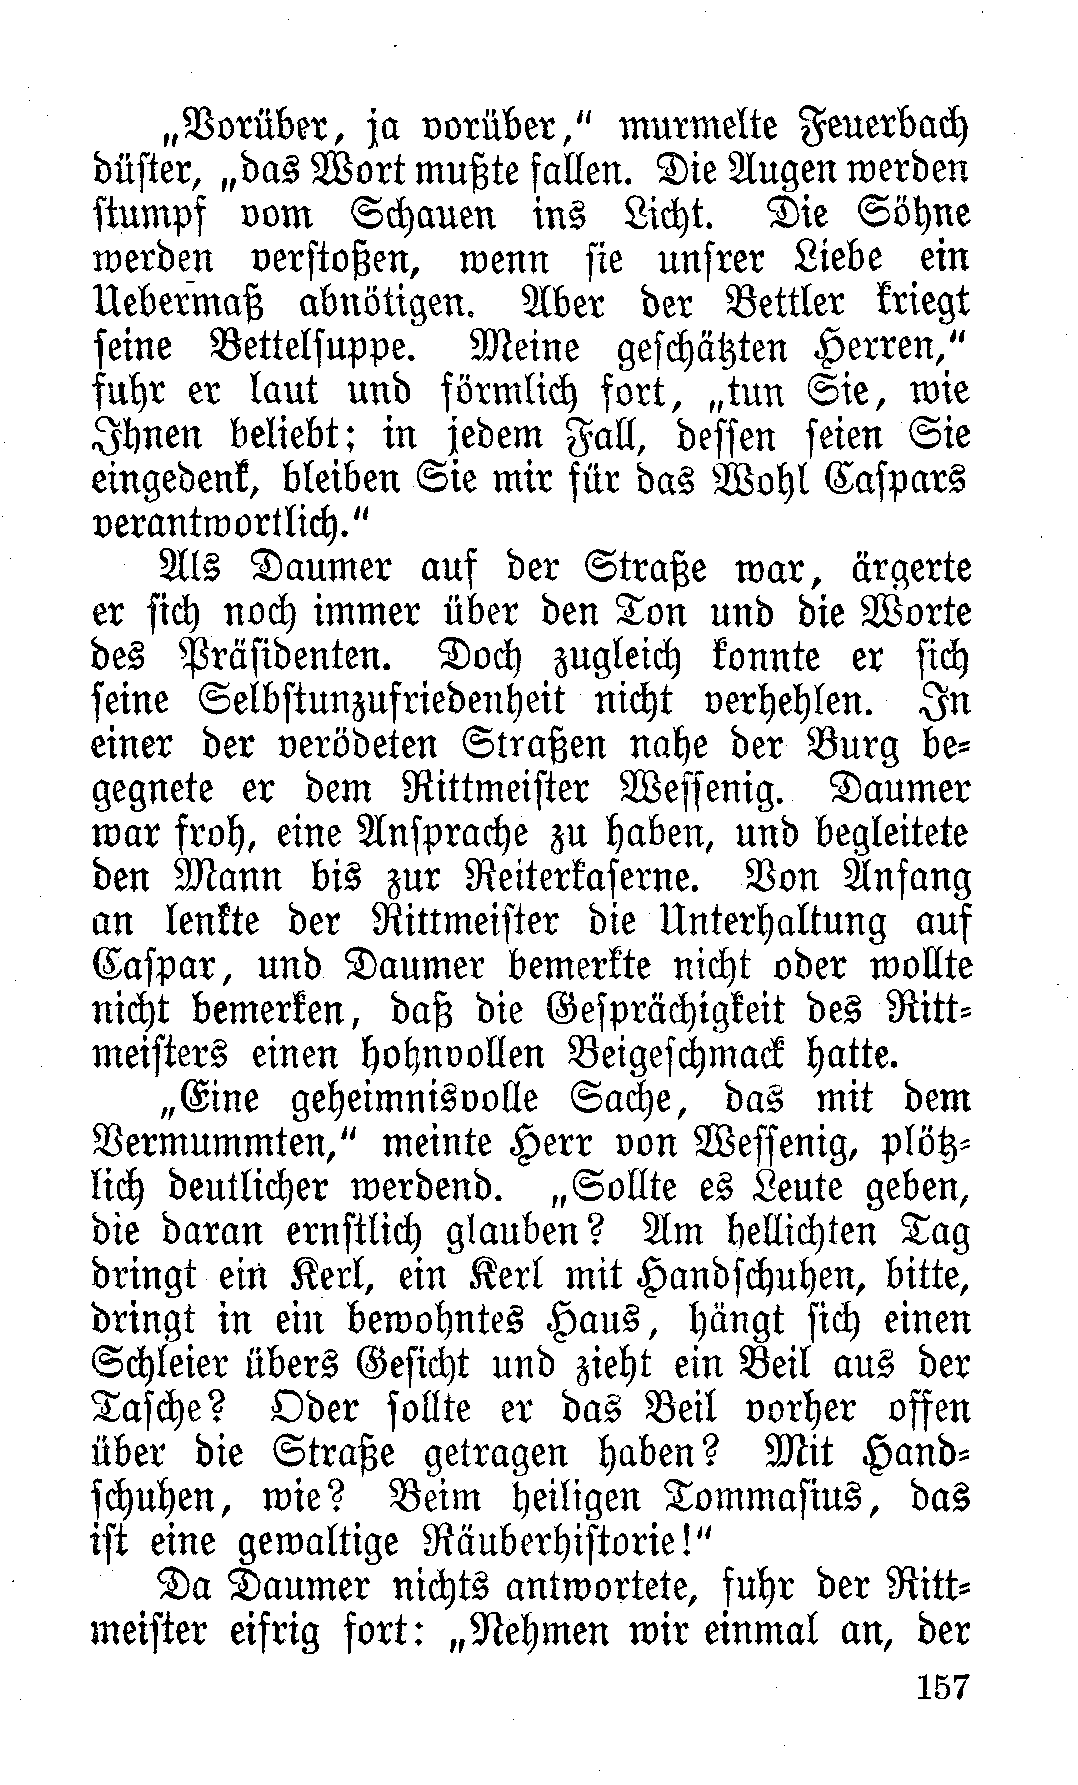 „Vorüber, ja vorüber,“ murmelte Feuerbach
düster, „das Wort mußte fallen. Die Augen werden
stumpf vom Schauen ins Licht. Die Söhne
werden verstoßen, wenn sie unsrer Liebe ein
Uebermaß abnötigen. Aber der Bettler kriegt
seine Bettelsuppe. Meine geschätzten Herren,“
fuhr er laut und förmlich fort, „tun Sie, wie
Ihnen beliebt; in jedem Fall, dessen seien Sie
eingedenk, bleiben Sie mir für das Wohl Caspars
verantwortlich.“
Als Daumer auf der Straße war, ärgerte
er sich noch immer über den Ton und die Worte
des Präsidenten. Doch zugleich konnte er sich
seine Selbstunzufriedenheit nicht verhehlen. In
einer der verödeten Straßen nahe der Burg be-
gegnete er dem Rittmeister Wessenig. Daumer
war froh, eine Ansprache zu haben, und begleitete
den Mann bis zur Reiterkaserne. Von Anfang
an lenkte der Rittmeister die Unterhaltung auf
Caspar, und Daumer bemerkte nicht oder wollte
nicht bemerken, daß die Gesprächigkeit des Ritt-
meisters einen hohnvollen Beigeschmack hatte.
„Eine geheimnisvolle Sache, das mit dem
Vermummten,“ meinte Herr von Wessenig, plötz-
lich deutlicher werdend. „Sollte es Leute geben,
die daran ernstlich glauben? Am hellichten Tag
dringt ein Kerl, ein Kerl mit Handschuhen, bitte,
dringt in ein bewohntes Haus, hängt sich einen
Schleier übers Gesicht und zieht ein Beil aus der
Tasche? Oder sollte er das Beil vorher offen
über die Straße getragen haben? Mit Hand-
schuhen, wie? Beim heiligen Tommasius, das
ist eine gewaltige Räuberhistorie!“
Da Daumer nichts antwortete, fuhr der Ritt-
meister eifrig fort: „Nehmen wir einmal an, der
157